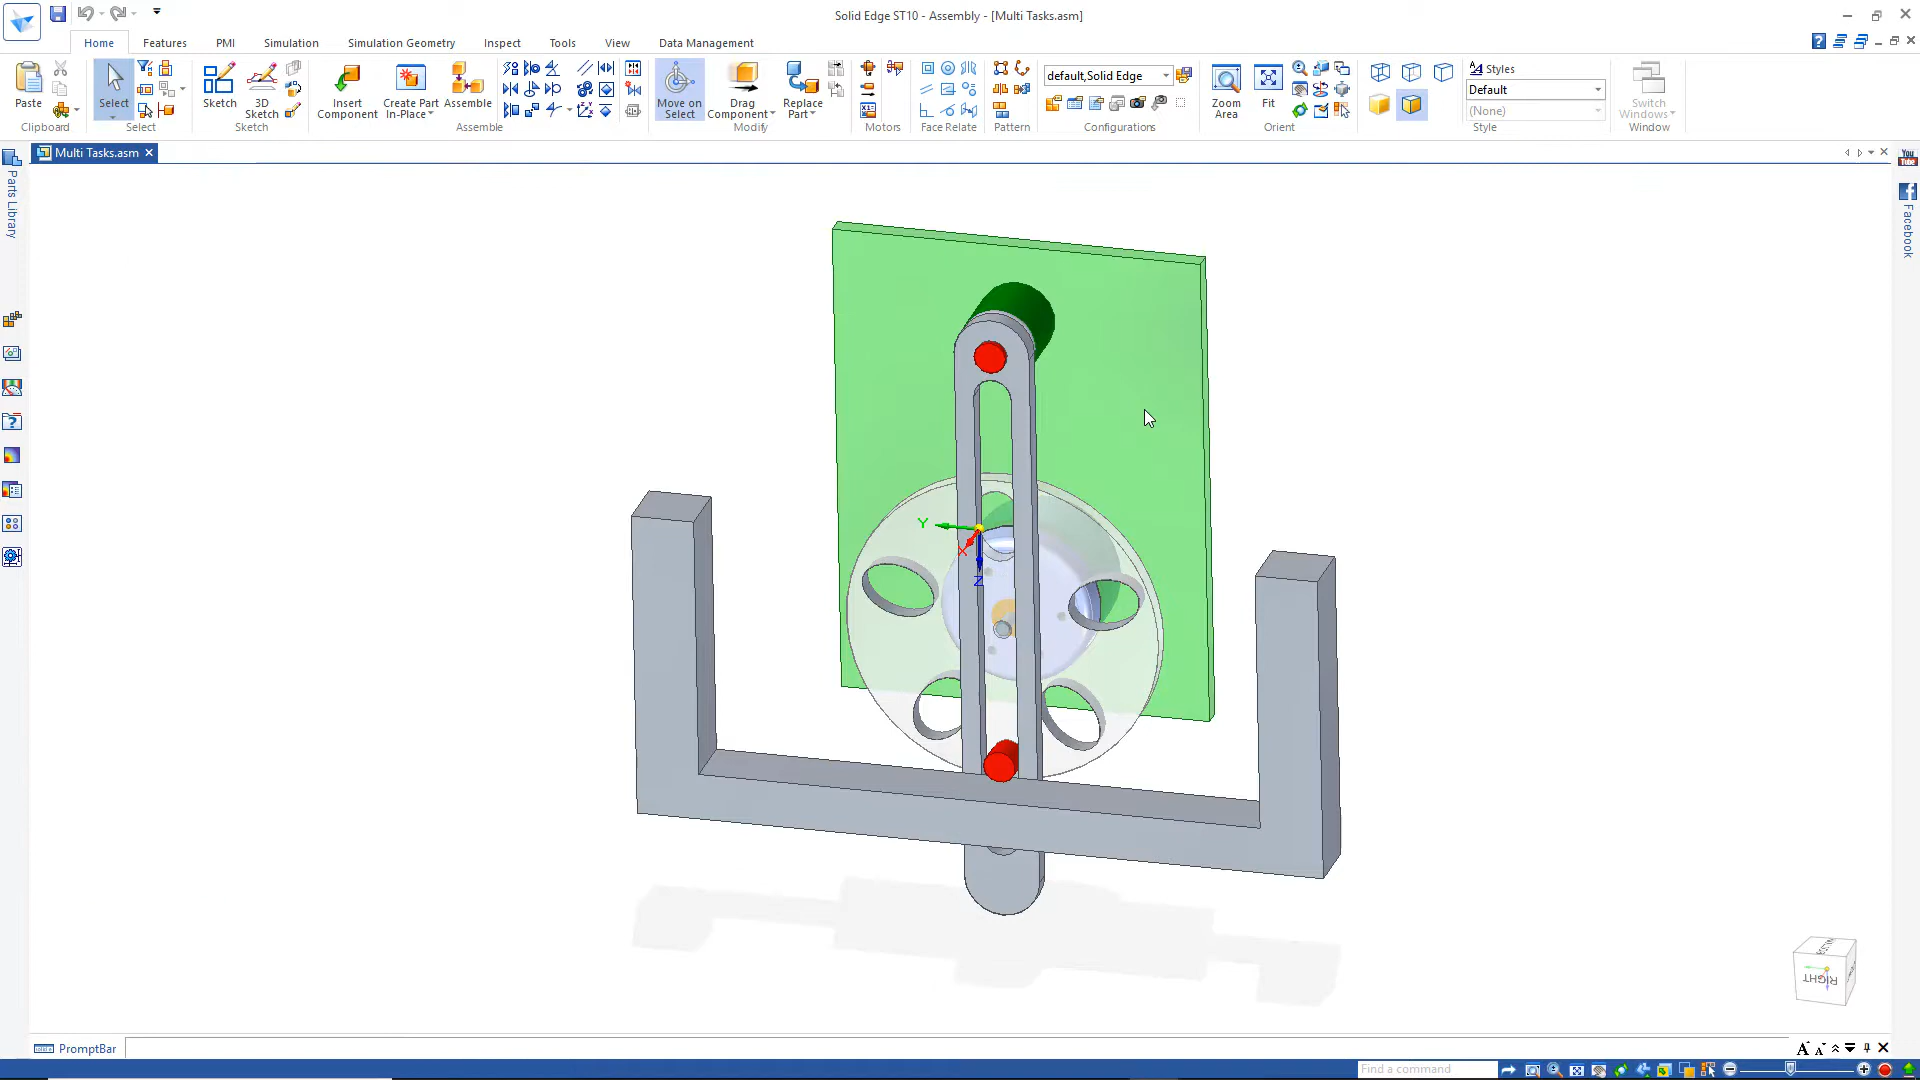 Solid Edge ST10 - Assembly - [Multi Tasks.asm]
Home Features PMI Simulation Simulation Geometry Inspect Tools View Data Management
Paste
Clipboard
Select
Select
Sketch
3D Sketch
Sketch
Insert Component
Create Part In-Place
Assemble
Assemble
Move on Select
Drag Component
Replace Part
Modify
Motors
Face Relate
Pattern
default,Solid Edge
Configurations
Zoom Area
Fit
Orient
Styles
Default
(None)
Style
Switch Windows
Window
Multi Tasks.asm
Parts Library
You Tube
Facebook
Y
X
Z
RIGHT
PromptBar
Find a command